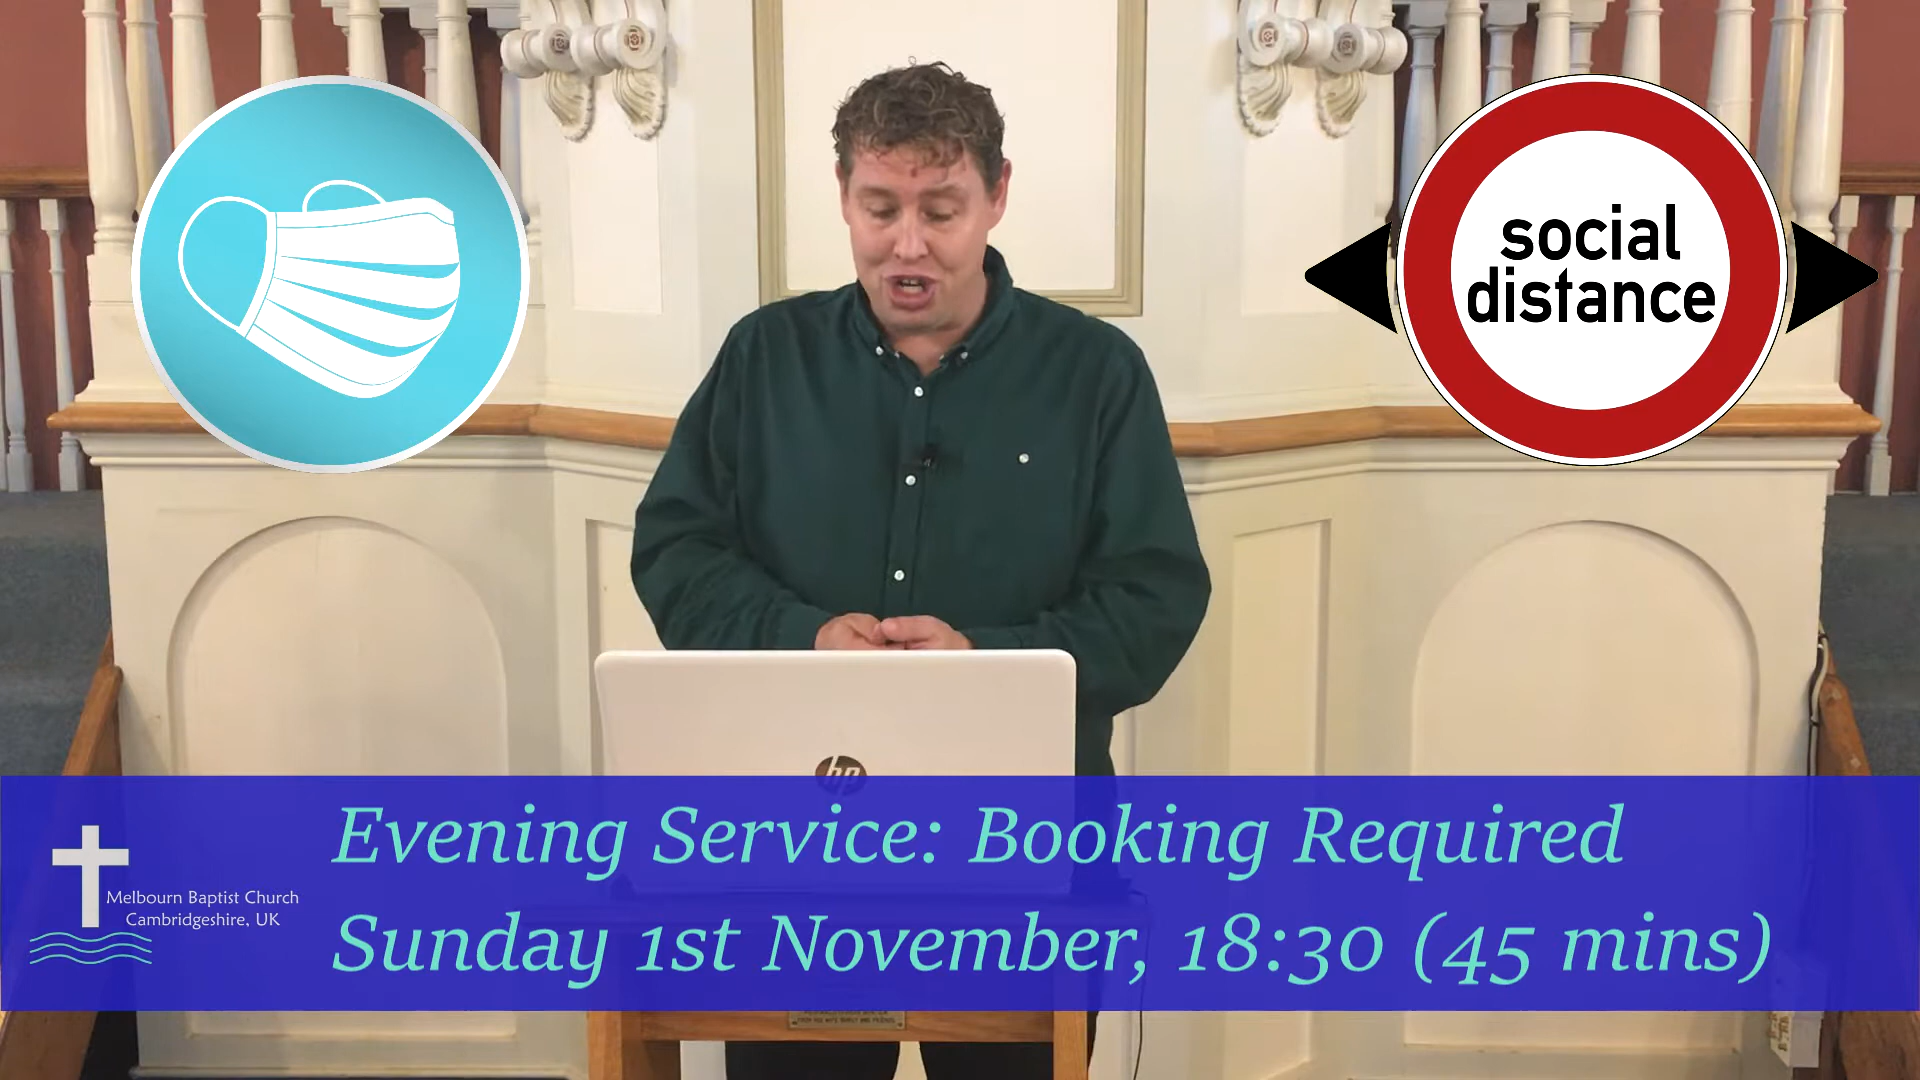 social
distance
hp
Evening Service: Booking Required
Melbourn Baptist Church
Cambridgeshire, UK
Sunday 1st November, 18:30 (45 mins)